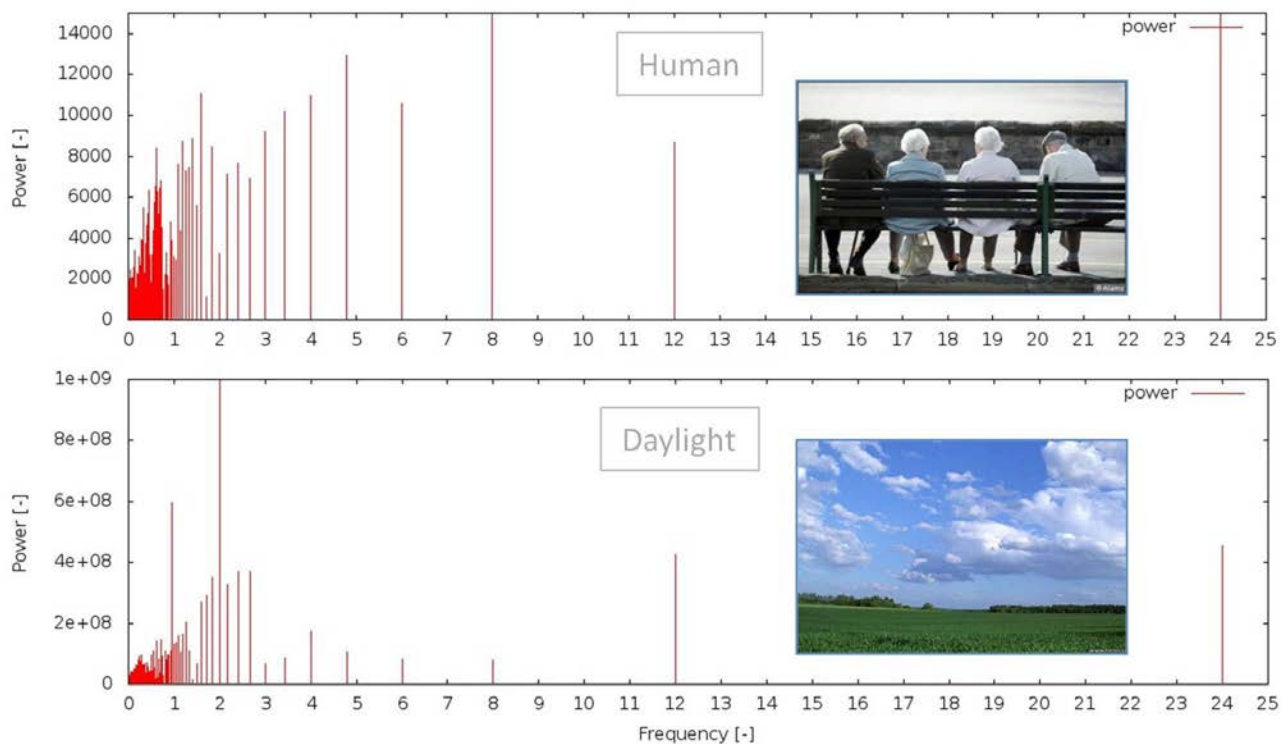 14000
12000
10000
8000
6000
4000
2000
0
Power [-]
power
Human
© Alamy
0 1 2 3 4 5 6 7 8 9 10 11 12 13 14 15 16 17 18 19 20 21 22 23 24 25
1e+09
8e+08
6e+08
4e+08
2e+08
0
Power [-]
power
Daylight
0 1 2 3 4 5 6 7 8 9 10 11 12 13 14 15 16 17 18 19 20 21 22 23 24 25
Frequency [-]